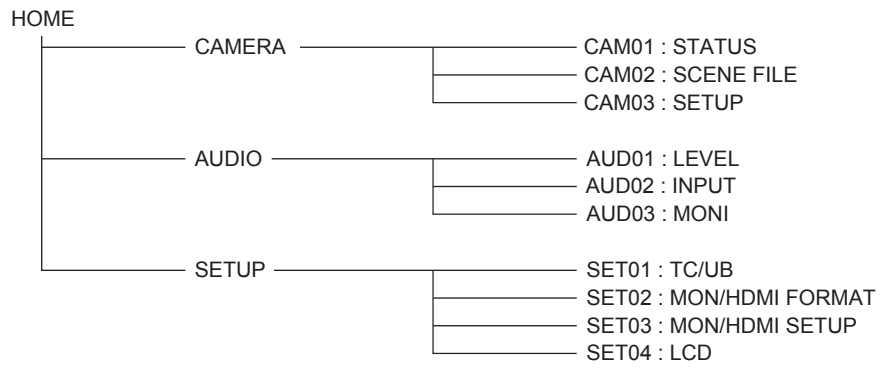 HOME
CAMERA
CAM01 : STATUS
CAM02 : SCENE FILE
CAM03 : SETUP
AUDIO
AUD01 : LEVEL
AUD02 : INPUT
AUD03 : MONI
SETUP
SET01 : TC/UB
SET02 : MON/HDMI FORMAT
SET03 : MON/HDMI SETUP
SET04 : LCD